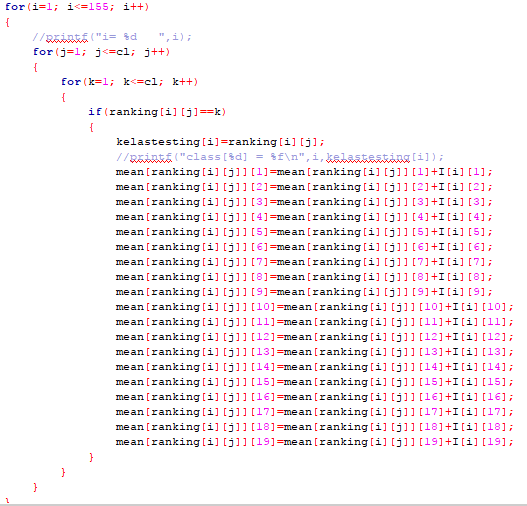 for(i=1; i<=155; i++)
{
//printf("i= %d   ",i);
for(j=1; j<=cl; j++)
{
for(k=1; k<=cl; k++)
{
if(ranking[i][j]==k)
{
kelastesting[i]=ranking[i][j];
//printf("class[%d] = %f\n",i,kelastesting[i]);
mean[ranking[i][j]][1]=mean[ranking[i][j]][1]+I[i][1];
mean[ranking[i][j]][2]=mean[ranking[i][j]][2]+I[i][2];
mean[ranking[i][j]][3]=mean[ranking[i][j]][3]+I[i][3];
mean[ranking[i][j]][4]=mean[ranking[i][j]][4]+I[i][4];
mean[ranking[i][j]][5]=mean[ranking[i][j]][5]+I[i][5];
mean[ranking[i][j]][6]=mean[ranking[i][j]][6]+I[i][6];
mean[ranking[i][j]][7]=mean[ranking[i][j]][7]+I[i][7];
mean[ranking[i][j]][8]=mean[ranking[i][j]][8]+I[i][8];
mean[ranking[i][j]][9]=mean[ranking[i][j]][9]+I[i][9];
mean[ranking[i][j]][10]=mean[ranking[i][j]][10]+I[i][10];
mean[ranking[i][j]][11]=mean[ranking[i][j]][11]+I[i][11];
mean[ranking[i][j]][12]=mean[ranking[i][j]][12]+I[i][12];
mean[ranking[i][j]][13]=mean[ranking[i][j]][13]+I[i][13];
mean[ranking[i][j]][14]=mean[ranking[i][j]][14]+I[i][14];
mean[ranking[i][j]][15]=mean[ranking[i][j]][15]+I[i][15];
mean[ranking[i][j]][16]=mean[ranking[i][j]][16]+I[i][16];
mean[ranking[i][j]][17]=mean[ranking[i][j]][17]+I[i][17];
mean[ranking[i][j]][18]=mean[ranking[i][j]][18]+I[i][18];
mean[ranking[i][j]][19]=mean[ranking[i][j]][19]+I[i][19];
}
}
}
}